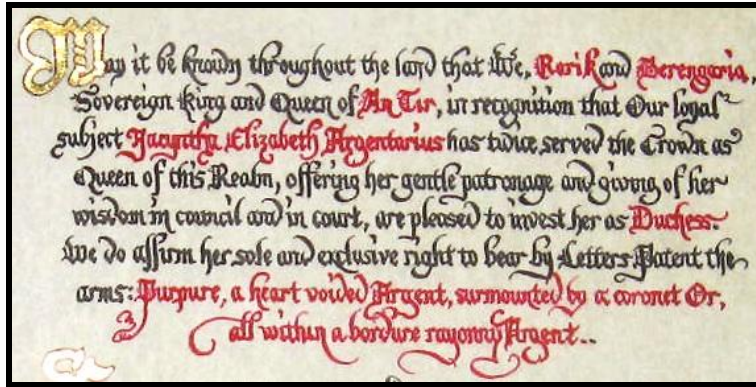 May it be known throughout the land that We, Rorik and Berengaria,
Sovereign King and Queen of An Tir, in recognition that Our loyal
subject Jacyntha Elizabeth Argentarius has twice served the Crown as
Queen of this Realm, offering her gentle patronage and giving of her
wisdom in council and in court, are pleased to invest her as Duchess.
We do affirm her sole and exclusive right to bear by Letters Patent the
arms: Purpure, a heart voided Argent, surmounted by a coronet Or,
all within a bordure rayonny Argent..